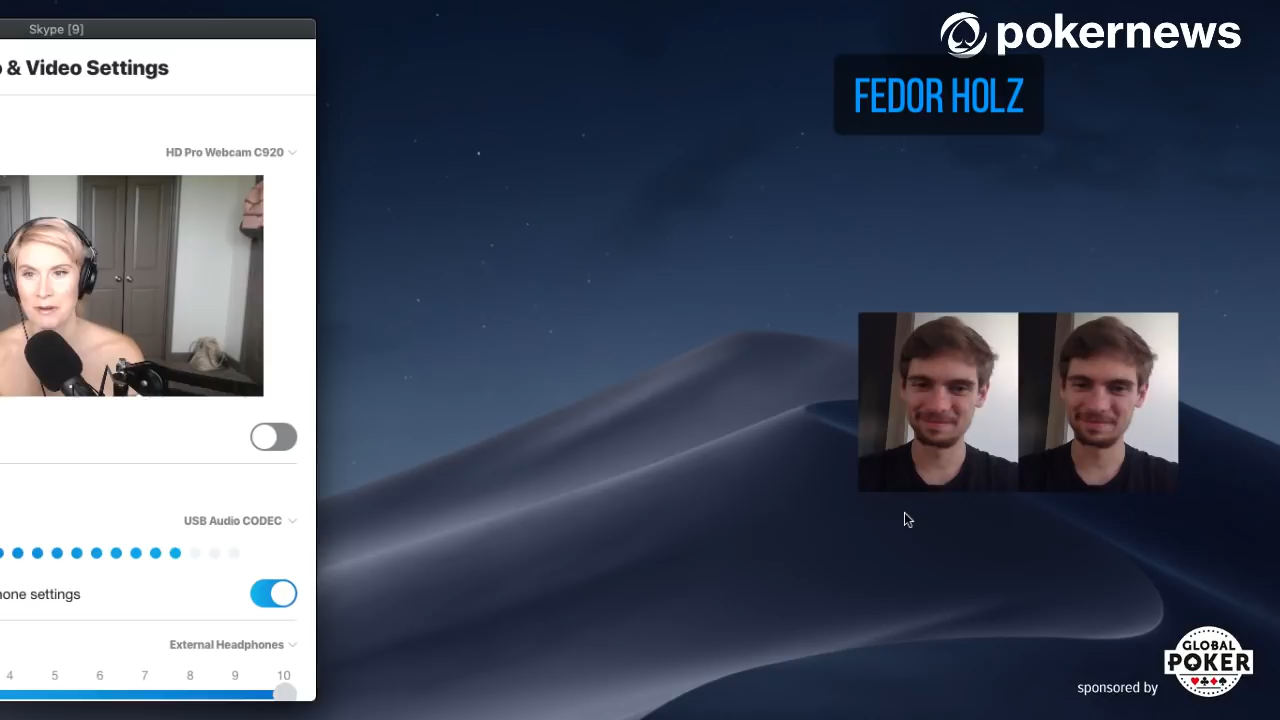 Skype [9]
& Video Settings
HD Pro Webcam C920
USB Audio CODEC
settings
External Headphones
4 5 6 7 8 9 10
pokernews
FEDOR HOLZ
sponsored by
GLOBAL
POKER